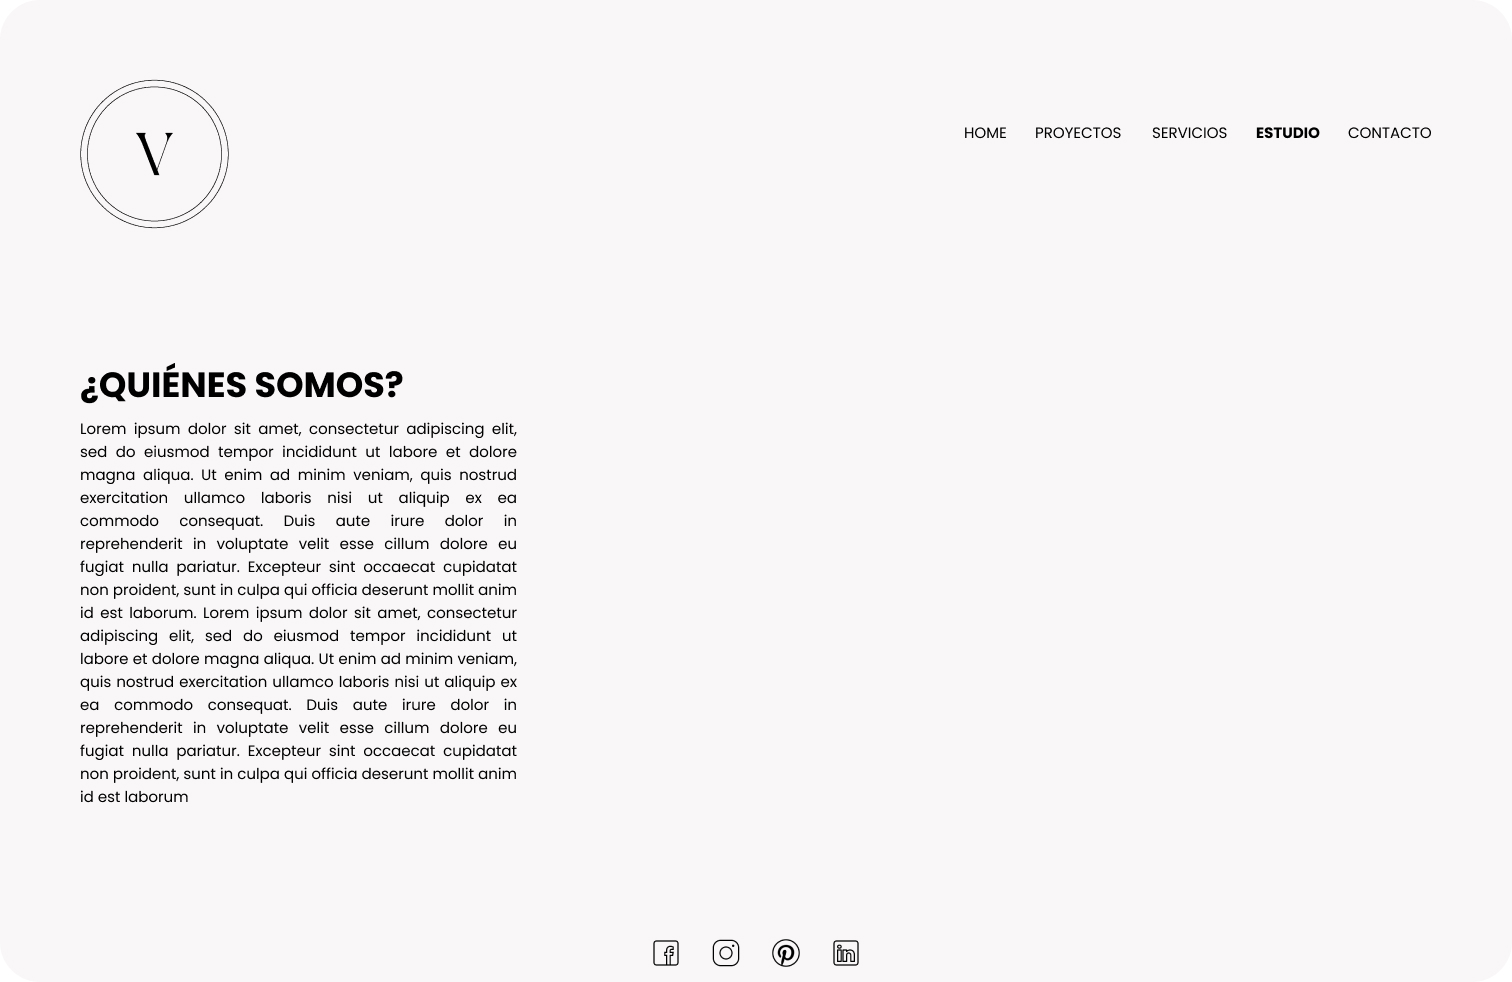 V
HOME PROYECTOS SERVICIOS ESTUDIO CONTACTO
¿QUIÉNES SOMOS?
Lorem ipsum dolor sit amet, consectetur adipiscing elit,
sed do eiusmod tempor incididunt ut labore et dolore
magna aliqua. Ut enim ad minim veniam, quis nostrud
exercitation ullamco laboris nisi ut aliquip ex ea
commodo consequat. Duis aute irure dolor in
reprehenderit in voluptate velit esse cillum dolore eu
fugiat nulla pariatur. Excepteur sint occaecat cupidatat
non proident, sunt in culpa qui officia deserunt mollit anim
id est laborum. Lorem ipsum dolor sit amet, consectetur
adipiscing elit, sed do eiusmod tempor incididunt ut
labore et dolore magna aliqua. Ut enim ad minim veniam,
quis nostrud exercitation ullamco laboris nisi ut aliquip ex
ea commodo consequat. Duis aute irure dolor in
reprehenderit in voluptate velit esse cillum dolore eu
fugiat nulla pariatur. Excepteur sint occaecat cupidatat
non proident, sunt in culpa qui officia deserunt mollit anim
id est laborum